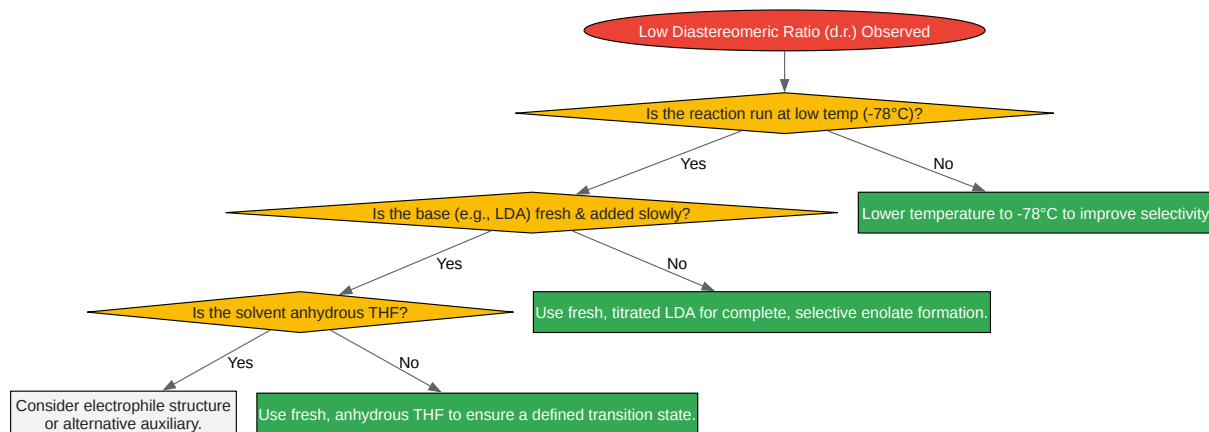 Low Diastereomeric Ratio (d.r.) Observed
Is the reaction run at low temp (-78°C)?
Yes
No
Is the base (e.g., LDA) fresh & added slowly?
Lower temperature to -78°C to improve selectivity
Yes
No
Is the solvent anhydrous THF?
Use fresh, titrated LDA for complete, selective enolate formation.
Yes
No
Consider electrophile structure
or alternative auxiliary.
Use fresh, anhydrous THF to ensure a defined transition state.